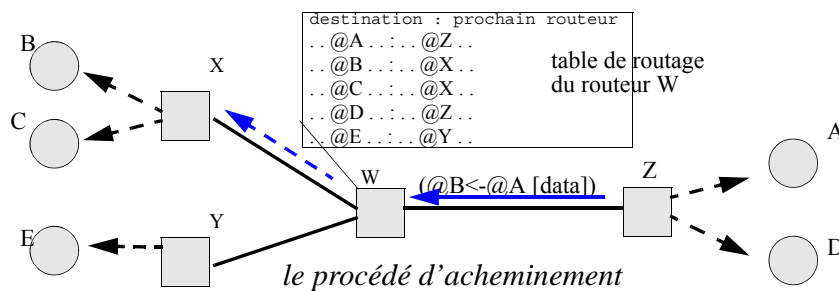 destination : prochain routeur
. . @A . . : . . @Z . .
. . @B . . : . . @X . .
. . @C . . : . . @X . .
. . @D . . : . . @Z . .
. . @E . . : . . @Y . .
table de routage
du routeur W
B
X
C
A
W
(@B<-@A [data])
Z
Y
E
D
le procédé d’acheminement